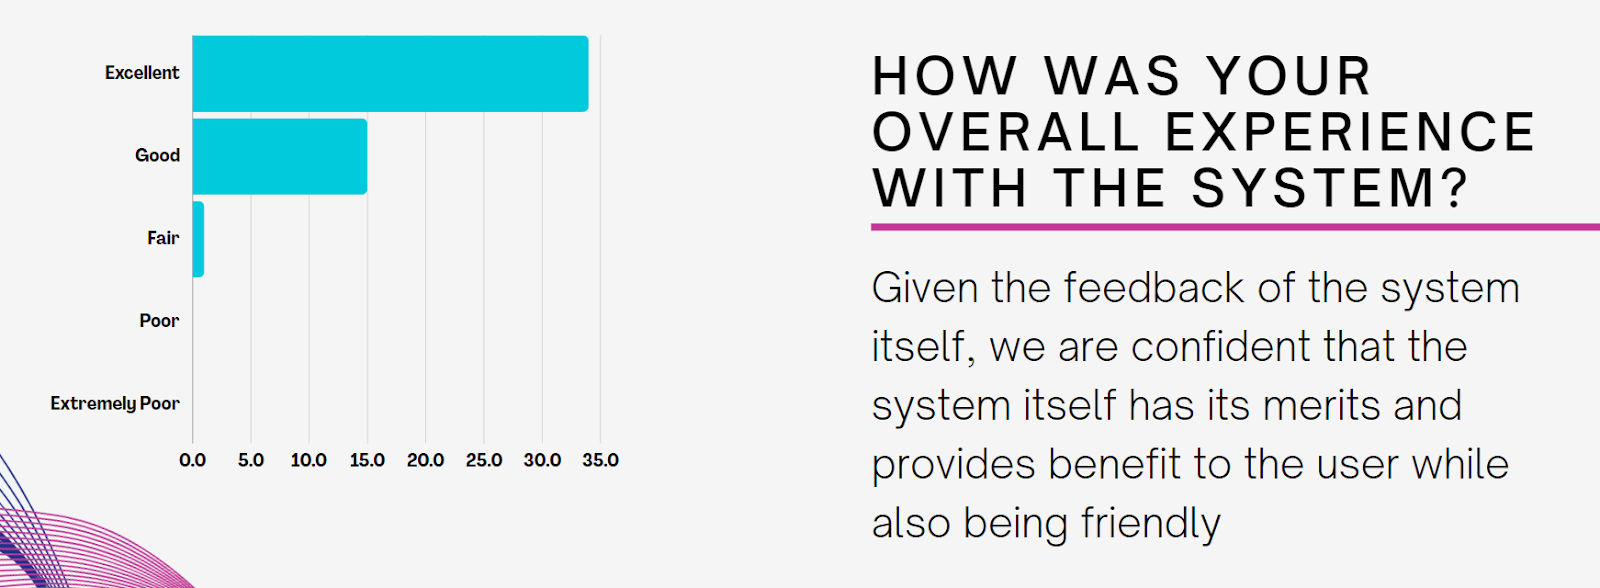 Excellent
Good
Fair
Poor
Extremely Poor
0.0 5.0 10.0 15.0 20.0 25.0 30.0 35.0
HOW WAS YOUR
OVERALL EXPERIENCE
WITH THE SYSTEM?
Given the feedback of the system
itself, we are confident that the
system itself has its merits and
provides benefit to the user while
also being friendly